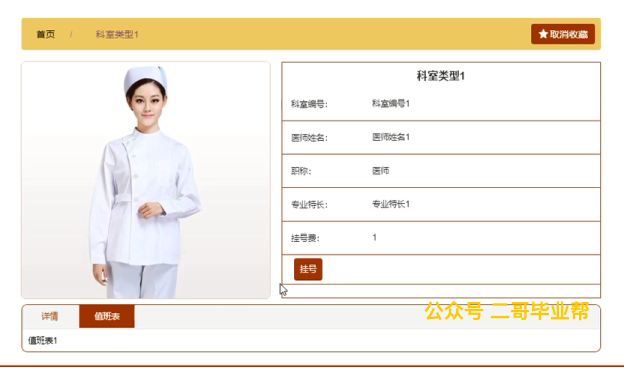 首页 / 科室类型1
取消收藏
科室类型1
科室编号: 科室编号1
医师姓名: 医师姓名1
职称: 医师
专业特长: 专业特长1
挂号费: 1
挂号
公众号 二哥毕业帮
详情 值班表
值班表1